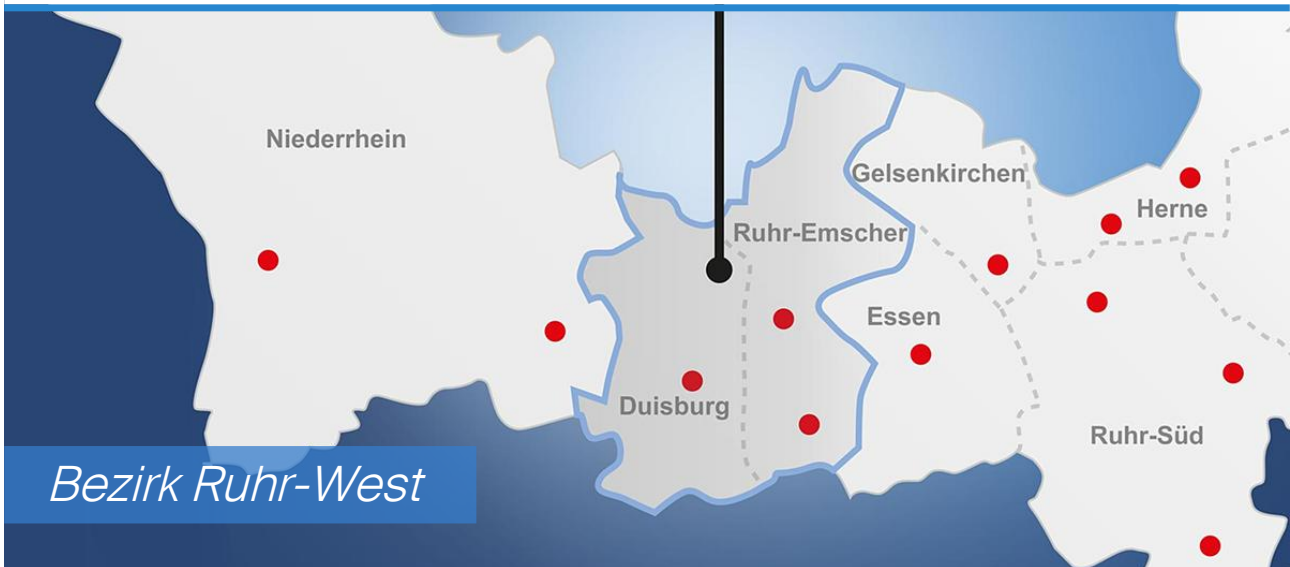 Niederrhein
Gelsenkirchen
Herne
Ruhr-Emscher
Essen
Duisburg
Ruhr-Süd
Bezirk Ruhr-West